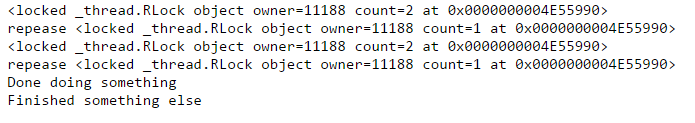 <locked _thread.RLock object owner=11188 count=2 at 0x0000000004E55990>
repease <locked _thread.RLock object owner=11188 count=1 at 0x0000000004E55990>
<locked _thread.RLock object owner=11188 count=2 at 0x0000000004E55990>
repease <locked _thread.RLock object owner=11188 count=1 at 0x0000000004E55990>
Done doing something
Finished something else